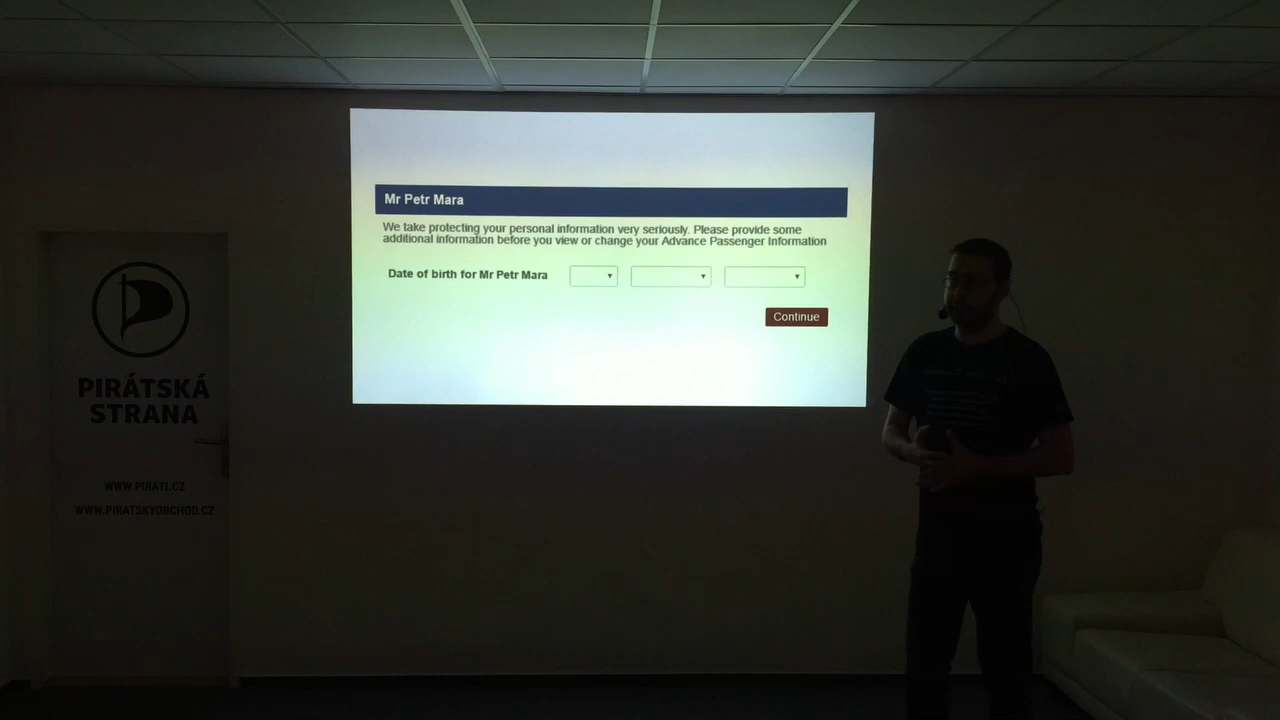 Mr Petr Mara
We take protecting your personal information very seriously. Please provide some
additional information before you view or change your Advance Passenger Information
Date of birth for Mr Petr Mara
Continue
PIRÁTSKÁ
STRANA
WWW.PIRATI.CZ
WWW.PIRATSKYOBCHOD.CZ